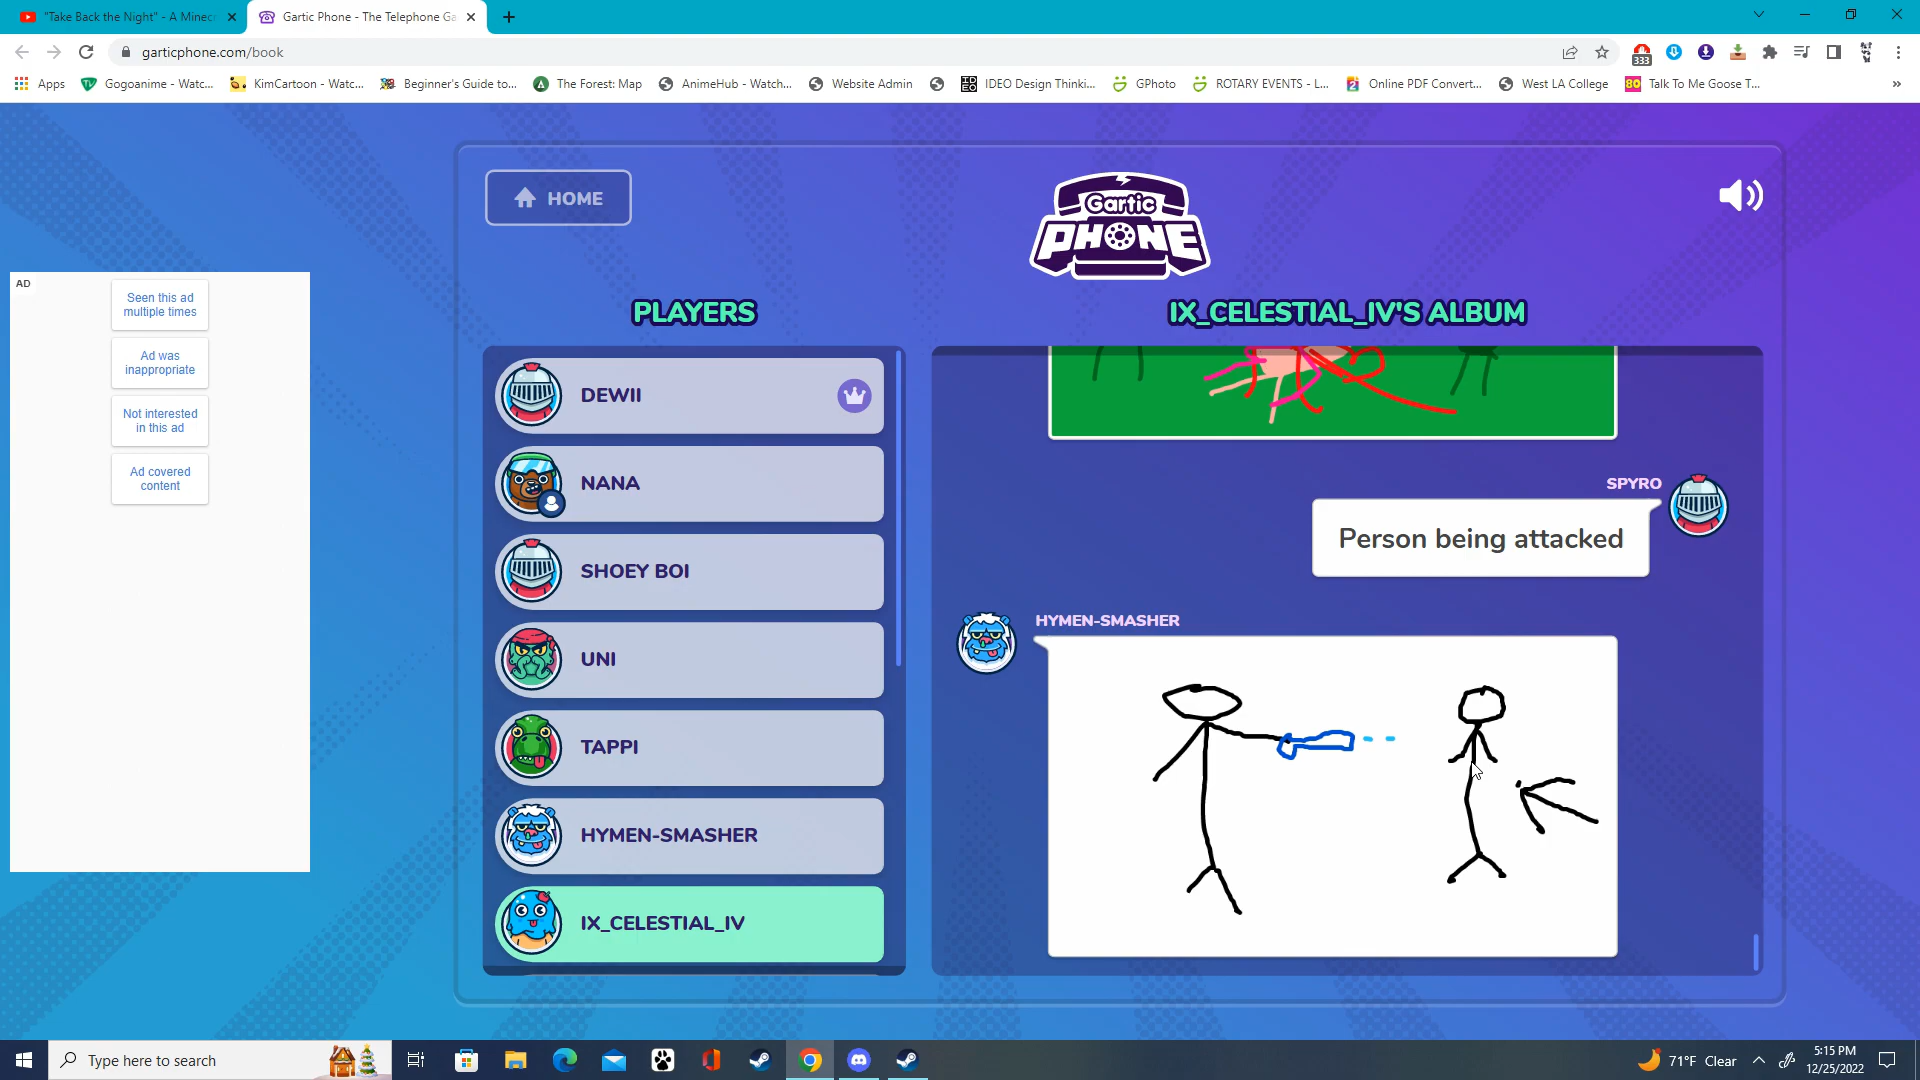 "Take Back the Night" - A Minec
Gartic Phone - The Telephone Ga
garticphone.com/book
333
Apps
Gogoanime - Watc...
KimCartoon - Watc...
Beginner's Guide to...
The Forest: Map
AnimeHub - Watch...
Website Admin
IDEO Design Thinki...
GPhoto
ROTARY EVENTS - L...
Online PDF Convert...
West LA College
80
Talk To Me Goose T...
HOME
Gartic
PHONE
AD
Seen this ad
multiple times
Ad was
inappropriate
Not interested
in this ad
Ad covered
content
PLAYERS
DEWII
NANA
SHOEY BOI
UNI
TAPPI
HYMEN-SMASHER
IX_CELESTIAL_IV
IX_CELESTIAL_IV'S ALBUM
SPYRO
Person being attacked
HYMEN-SMASHER
Type here to search
71°F Clear
5:15 PM
12/25/2022